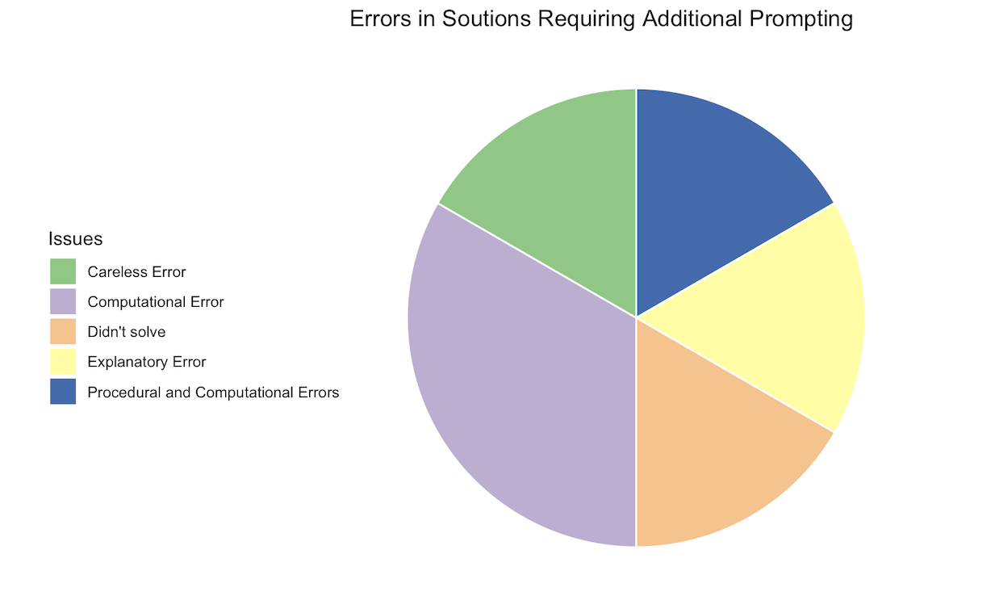 Errors in Soutions Requiring Additional Prompting
Issues
Careless Error
Computational Error
Didn't solve
Explanatory Error
Procedural and Computational Errors